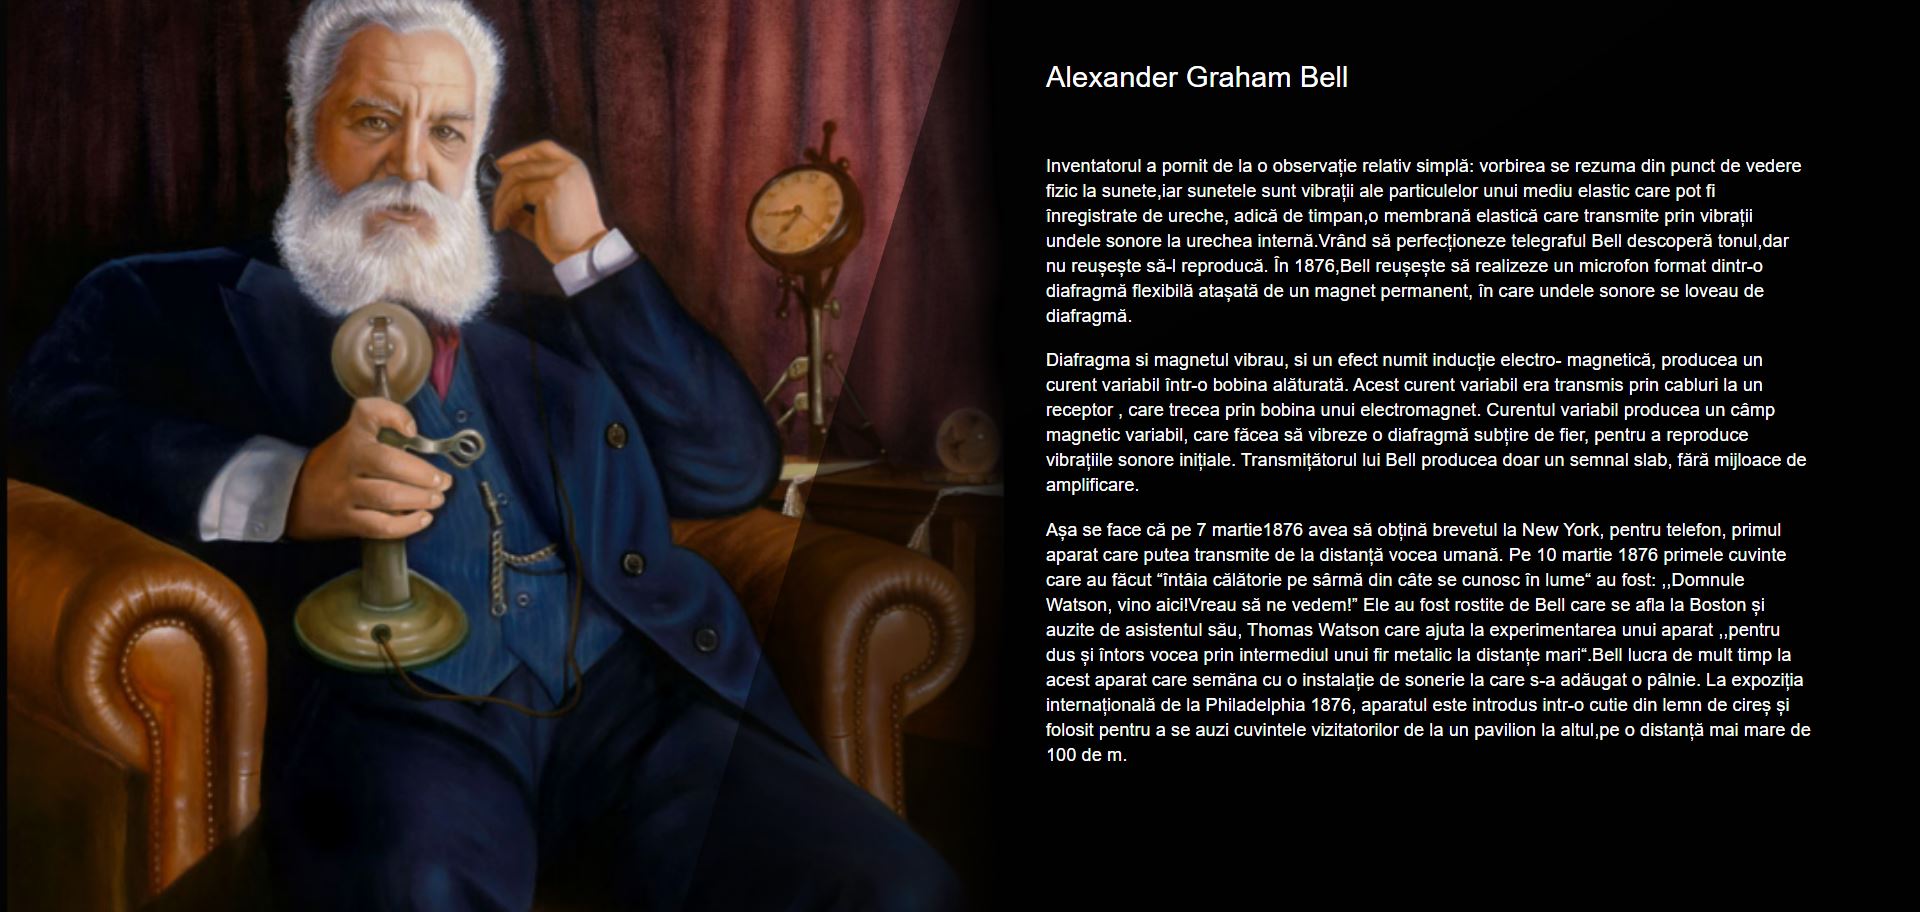 Alexander Graham Bell
Inventatorul a pornit de la o observație relativ simplă: vorbirea se rezuma din punct de vedere
fizic la sunete,iar sunetele sunt vibrații ale particulelor unui mediu elastic care pot fi
înregistrate de ureche, adică de timpan,o membrană elastică care transmite prin vibrații
undele sonore la urechea internă.Vrând să perfecționeze telegraful Bell descoperă tonul,dar
nu reușește să-l reproducă. În 1876,Bell reușește să realizeze un microfon format dintr-o
diafragmă flexibilă atașată de un magnet permanent, în care undele sonore se loveau de
diafragmă.
Diafragma si magnetul vibrau, si un efect numit inducție electro- magnetică, producea un
curent variabil într-o bobina alăturată. Acest curent variabil era transmis prin cabluri la un
receptor , care trecea prin bobina unui electromagnet. Curentul variabil producea un câmp
magnetic variabil, care făcea să vibreze o diafragmă subțire de fier, pentru a reproduce
vibrațiile sonore inițiale. Transmițătorul lui Bell producea doar un semnal slab, fără mijloace de
amplificare.
Așa se face că pe 7 martie1876 avea să obțină brevetul la New York, pentru telefon, primul
aparat care putea transmite de la distanță vocea umană. Pe 10 martie 1876 primele cuvinte
care au făcut “întâia călătorie pe sârmă din câte se cunosc în lume“ au fost: ,,Domnule
Watson, vino aici!Vreau să ne vedem!” Ele au fost rostite de Bell care se afla la Boston și
auzite de asistentul său, Thomas Watson care ajuta la experimentarea unui aparat ,,pentru
dus și întors vocea prin intermediul unui fir metalic la distanțe mari“.Bell lucra de mult timp la
acest aparat care semăna cu o instalație de sonerie la care s-a adăugat o pâlnie. La expoziția
internațională de la Philadelphia 1876, aparatul este introdus intr-o cutie din lemn de cireș și
folosit pentru a se auzi cuvintele vizitatorilor de la un pavilion la altul,pe o distanță mai mare de
100 de m.